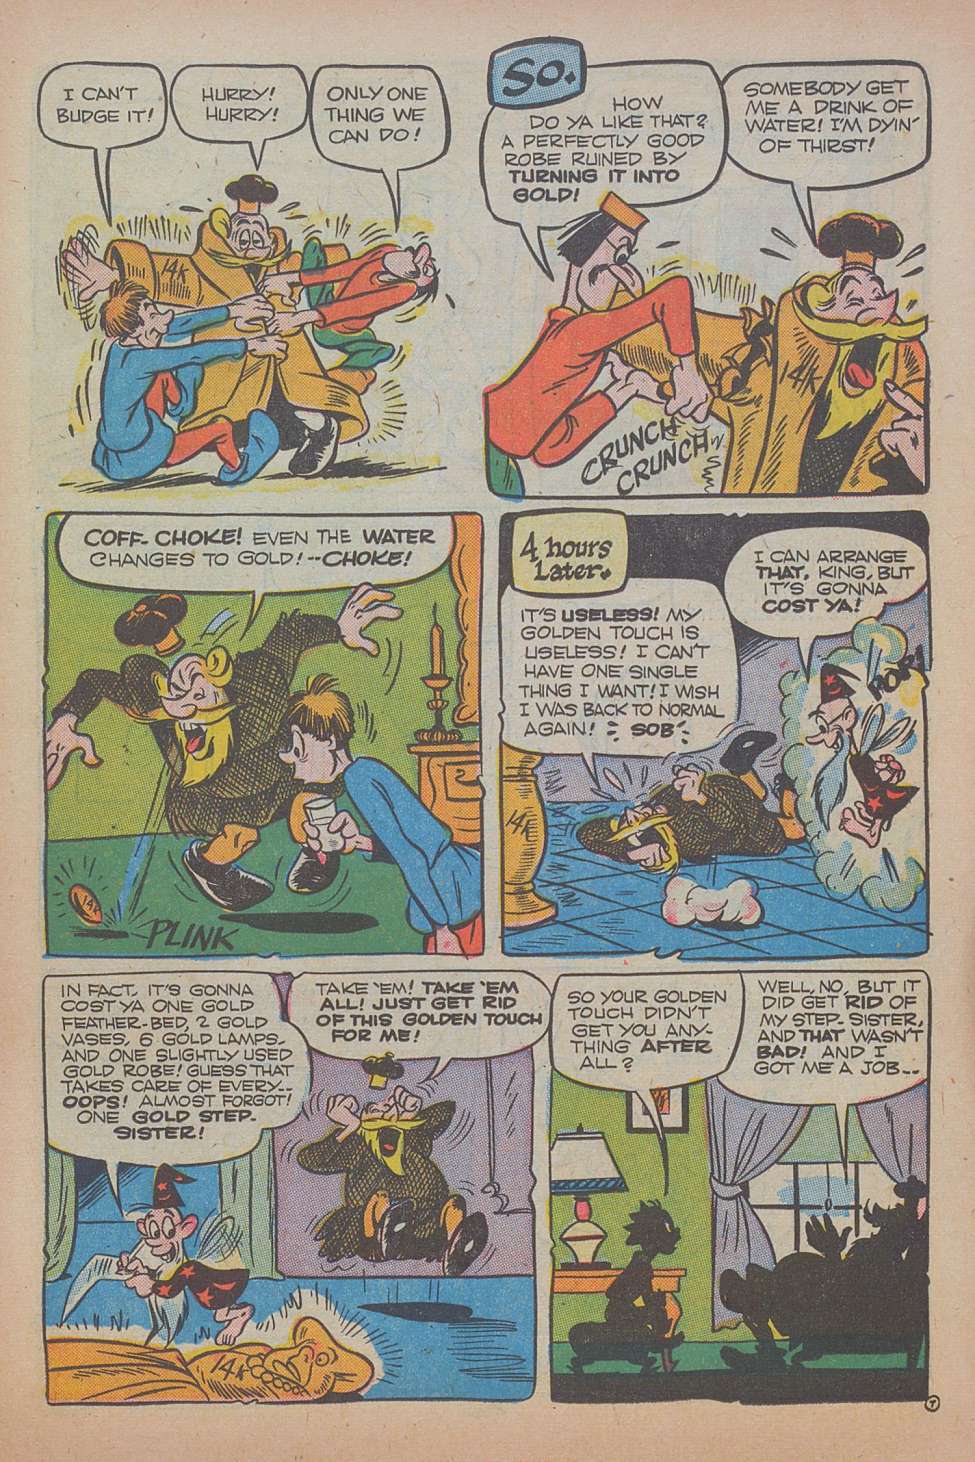 I CAN'T
BUDGE IT!
HURRY!
HURRY!
ONLY ONE
THING WE
CAN DO!
14K
SO.
HOW
DO YA LIKE THAT?
A PERFECTLY GOOD
ROBE RUINED BY
TURNING IT INTO
GOLD!
SOMEBODY GET
ME A DRINK OF
WATER! I'M DYIN'
OF THIRST!
14K
CRUNCH
CRUNCH
COFF- CHOKE! EVEN THE WATER
CHANGES TO GOLD!--CHOKE!
14K
PLINK
4 hours
Later.
IT'S USELESS! MY
GOLDEN TOUCH IS
USELESS! I CAN'T
HAVE ONE SINGLE
THING I WANT! I WISH
I WAS BACK TO NORMAL
AGAIN! SOB
I CAN ARRANGE
THAT, KING, BUT
IT'S GONNA
COST YA!
14K
IN FACT, IT'S GONNA
COST YA ONE GOLD
FEATHER-BED, 2 GOLD
VASES, 6 GOLD LAMPS,
AND ONE SLIGHTLY USED
GOLD ROBE! GUESS THAT
TAKES CARE OF EVERY--
OOPS! ALMOST FORGOT!
ONE GOLD STEP-
SISTER!
TAKE 'EM! TAKE 'EM
ALL! JUST GET RID
OF THIS GOLDEN TOUCH
FOR ME!
14K
SO YOUR GOLDEN
TOUCH DIDN'T
GET YOU ANY-
THING AFTER
ALL?
WELL, NO, BUT IT
DID GET RID OF
MY STEP-SISTER,
AND THAT WASN'T
BAD! AND I
GOT ME A JOB--
7